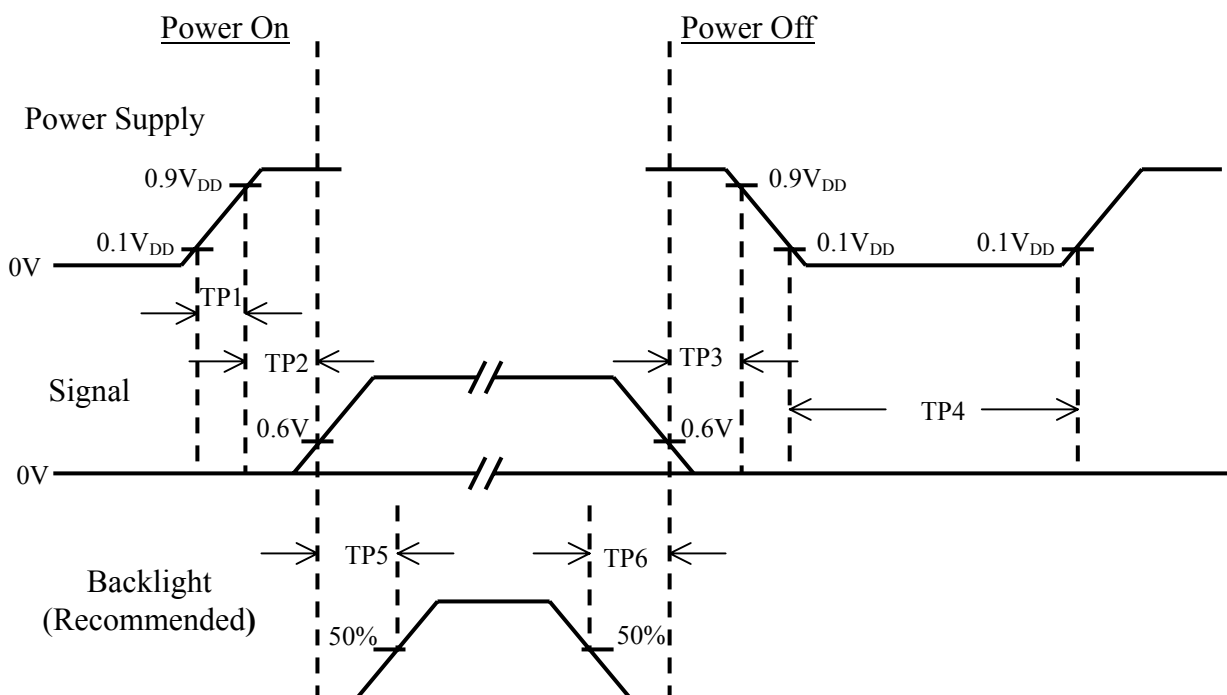 Power On
Power Off
Power Supply
0.9VDD
0.9VDD
0.1VDD
0.1VDD
0.1VDD
0V
TP1
TP2
TP3
Signal
TP4
0.6V
0.6V
0V
TP5
TP6
Backlight
(Recommended)
50%
50%